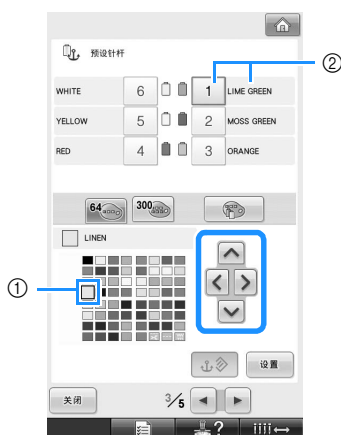 预设针杆
②
WHITE 6 1 LIME GREEN
YELLOW 5 2 MOSS GREEN
RED 4 3 ORANGE
64 300
LINEN
①
设置
关闭 3/5
?